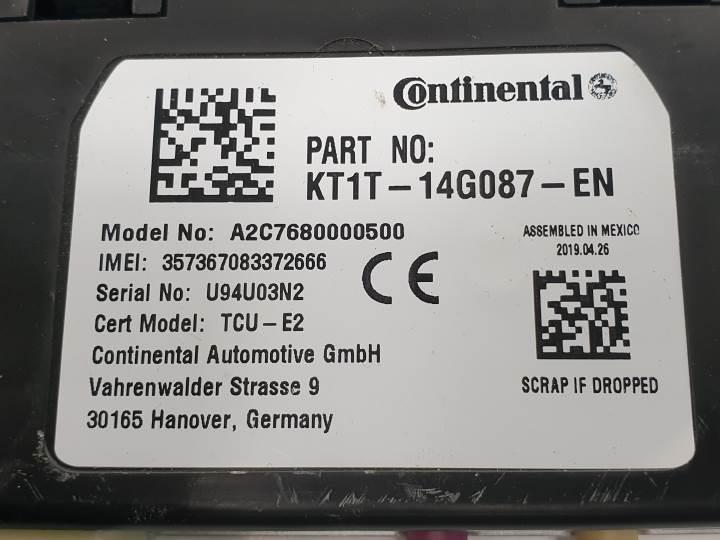 Continental
PART NO:
KT1T-14G087-EN
Model No: A2C7680000500
IMEI: 357367083372666
Serial No: U94U03N2
Cert Model: TCU-E2
Continental Automotive GmbH
Vahrenwalder Strasse 9
30165 Hanover, Germany
CE
ASSEMBLED IN MEXICO
2019.04.26
SCRAP IF DROPPED